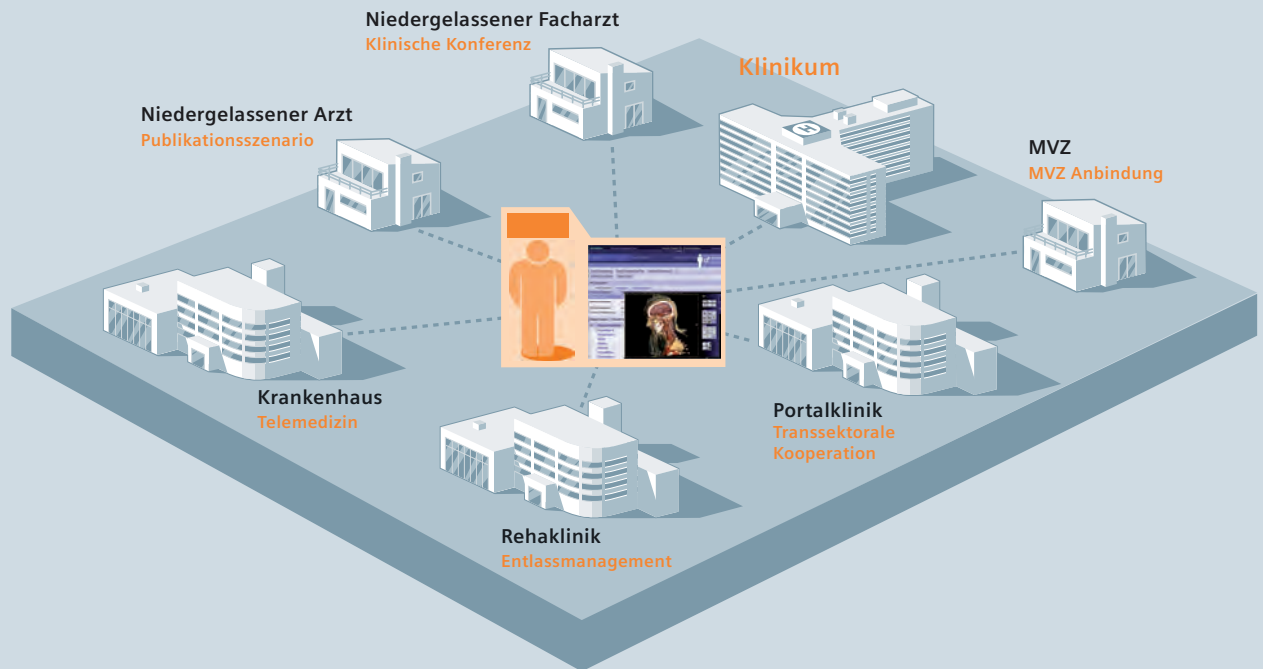 Niedergelassener Facharzt
Klinische Konferenz
Klinikum
Niedergelassener Arzt
Publikationsszenario
MVZ
MVZ Anbindung
Krankenhaus
Telemedizin
Portalklinik
Transsektorale
Kooperation
Rehaklinik
Entlassmanagement
H